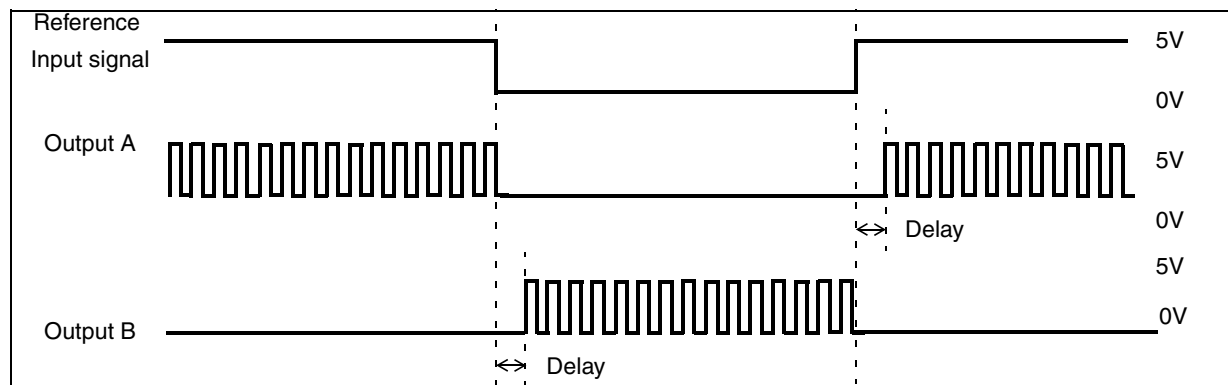 Reference
Input signal
5V
0V
Output A
5V
0V
Delay
5V
Output B
0V
Delay